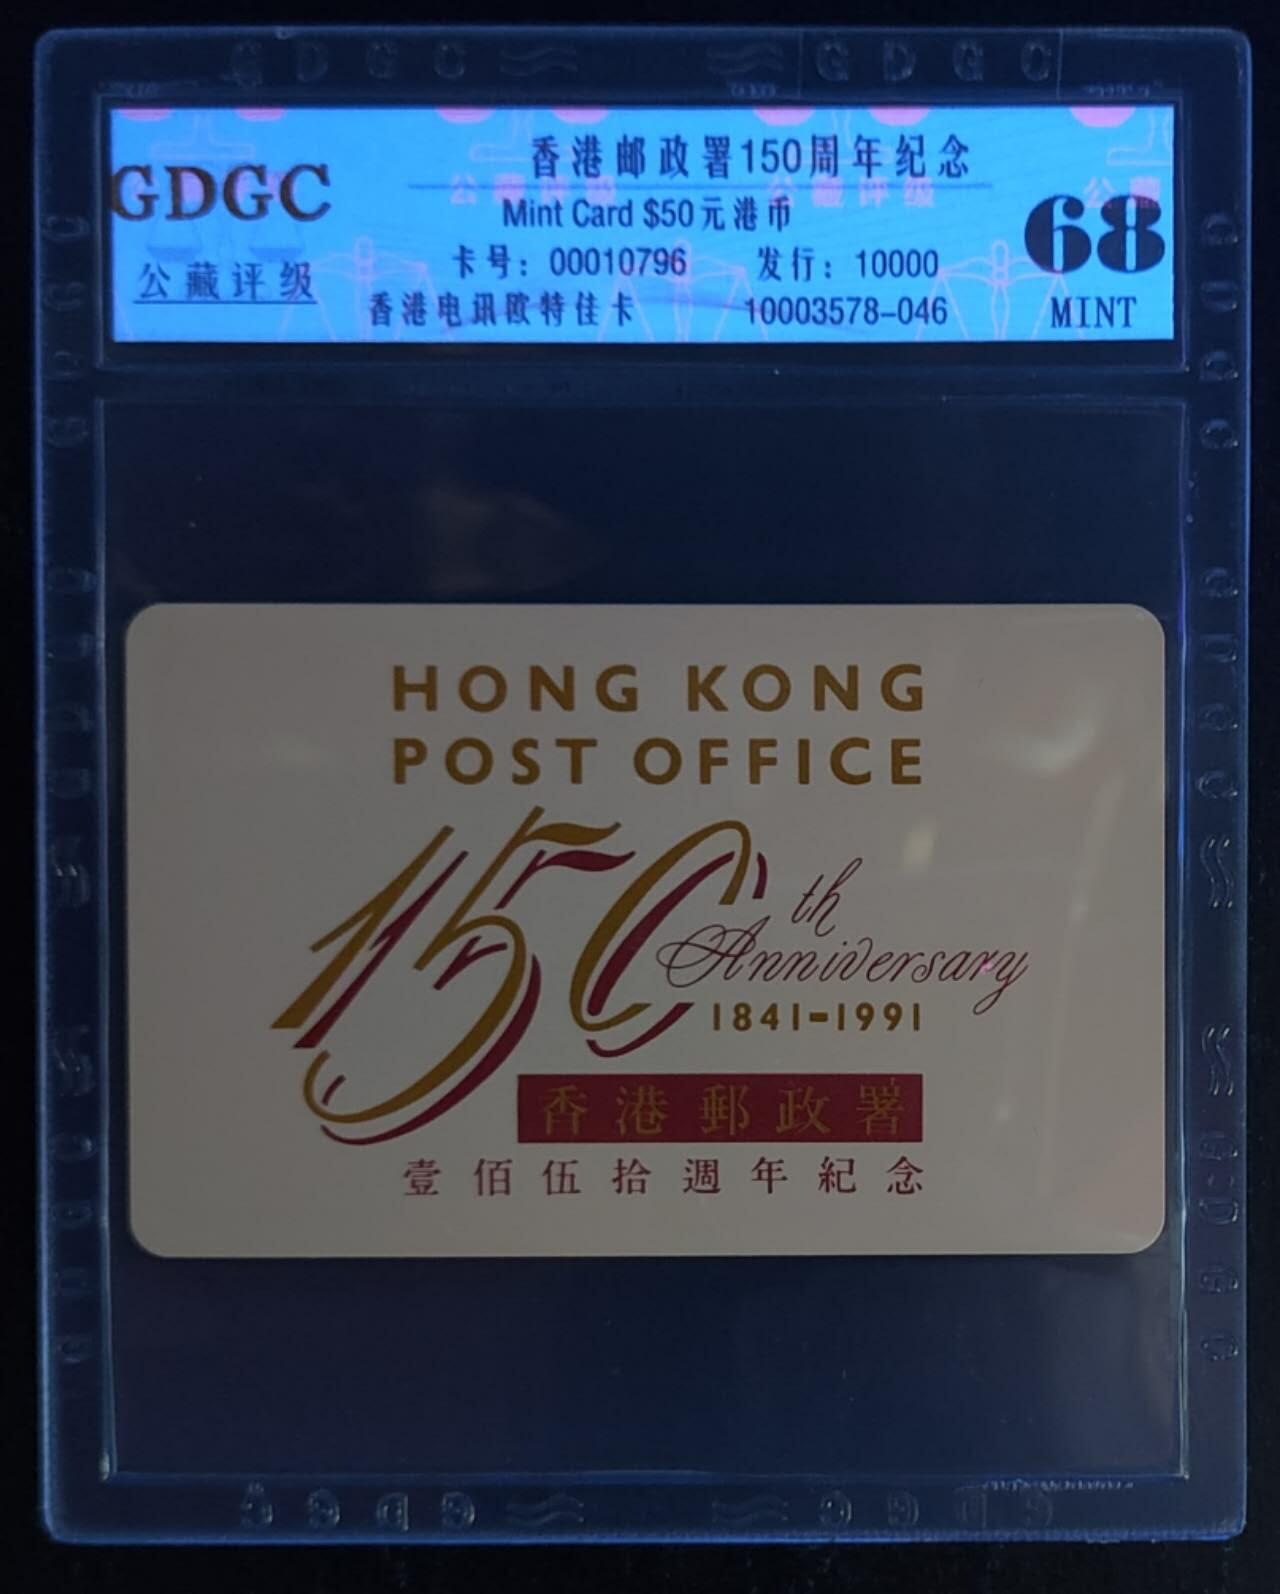 GDGC
公藏评级
香港邮政署150周年纪念
Mint Card $50元港币
卡号：00010796 发行：10000
香港电讯欧特佳卡 10003578-046
68
MINT
HONG KONG
POST OFFICE
150th
Anniversary
1841-1991
香港郵政署
壹佰伍拾週年紀念